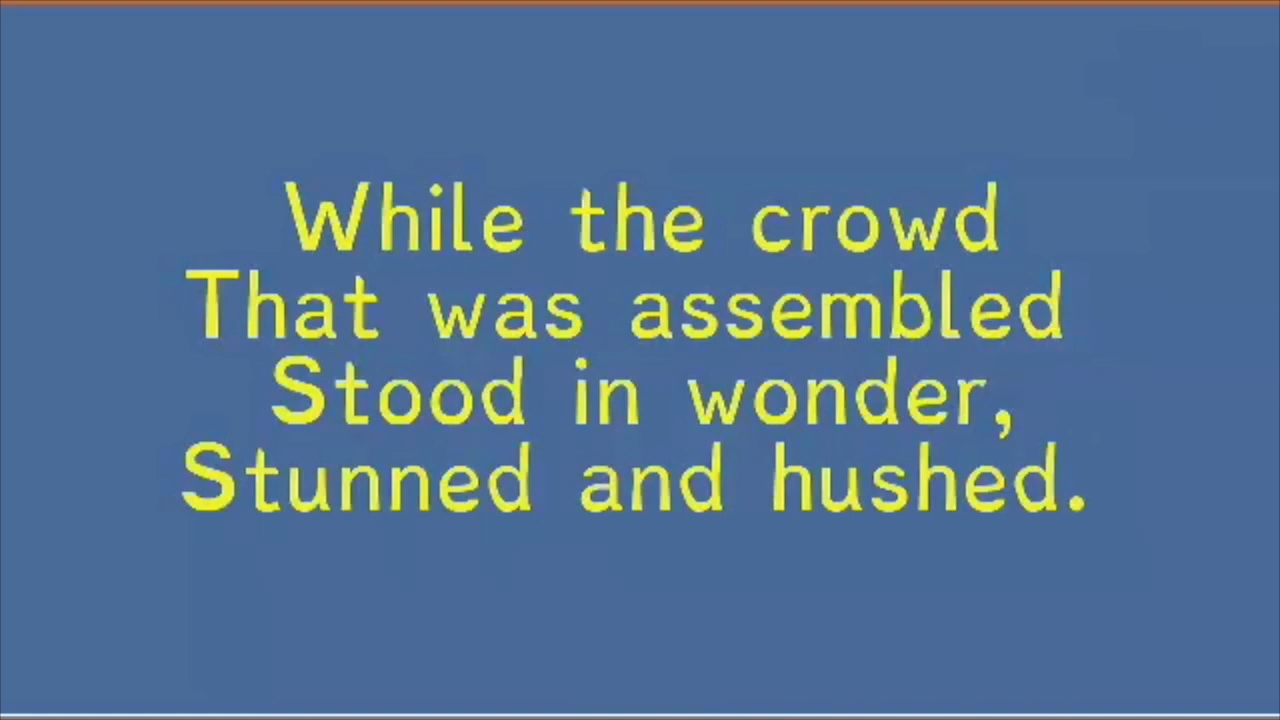 While the crowd
That was assembled
Stood in wonder,
Stunned and hushed.